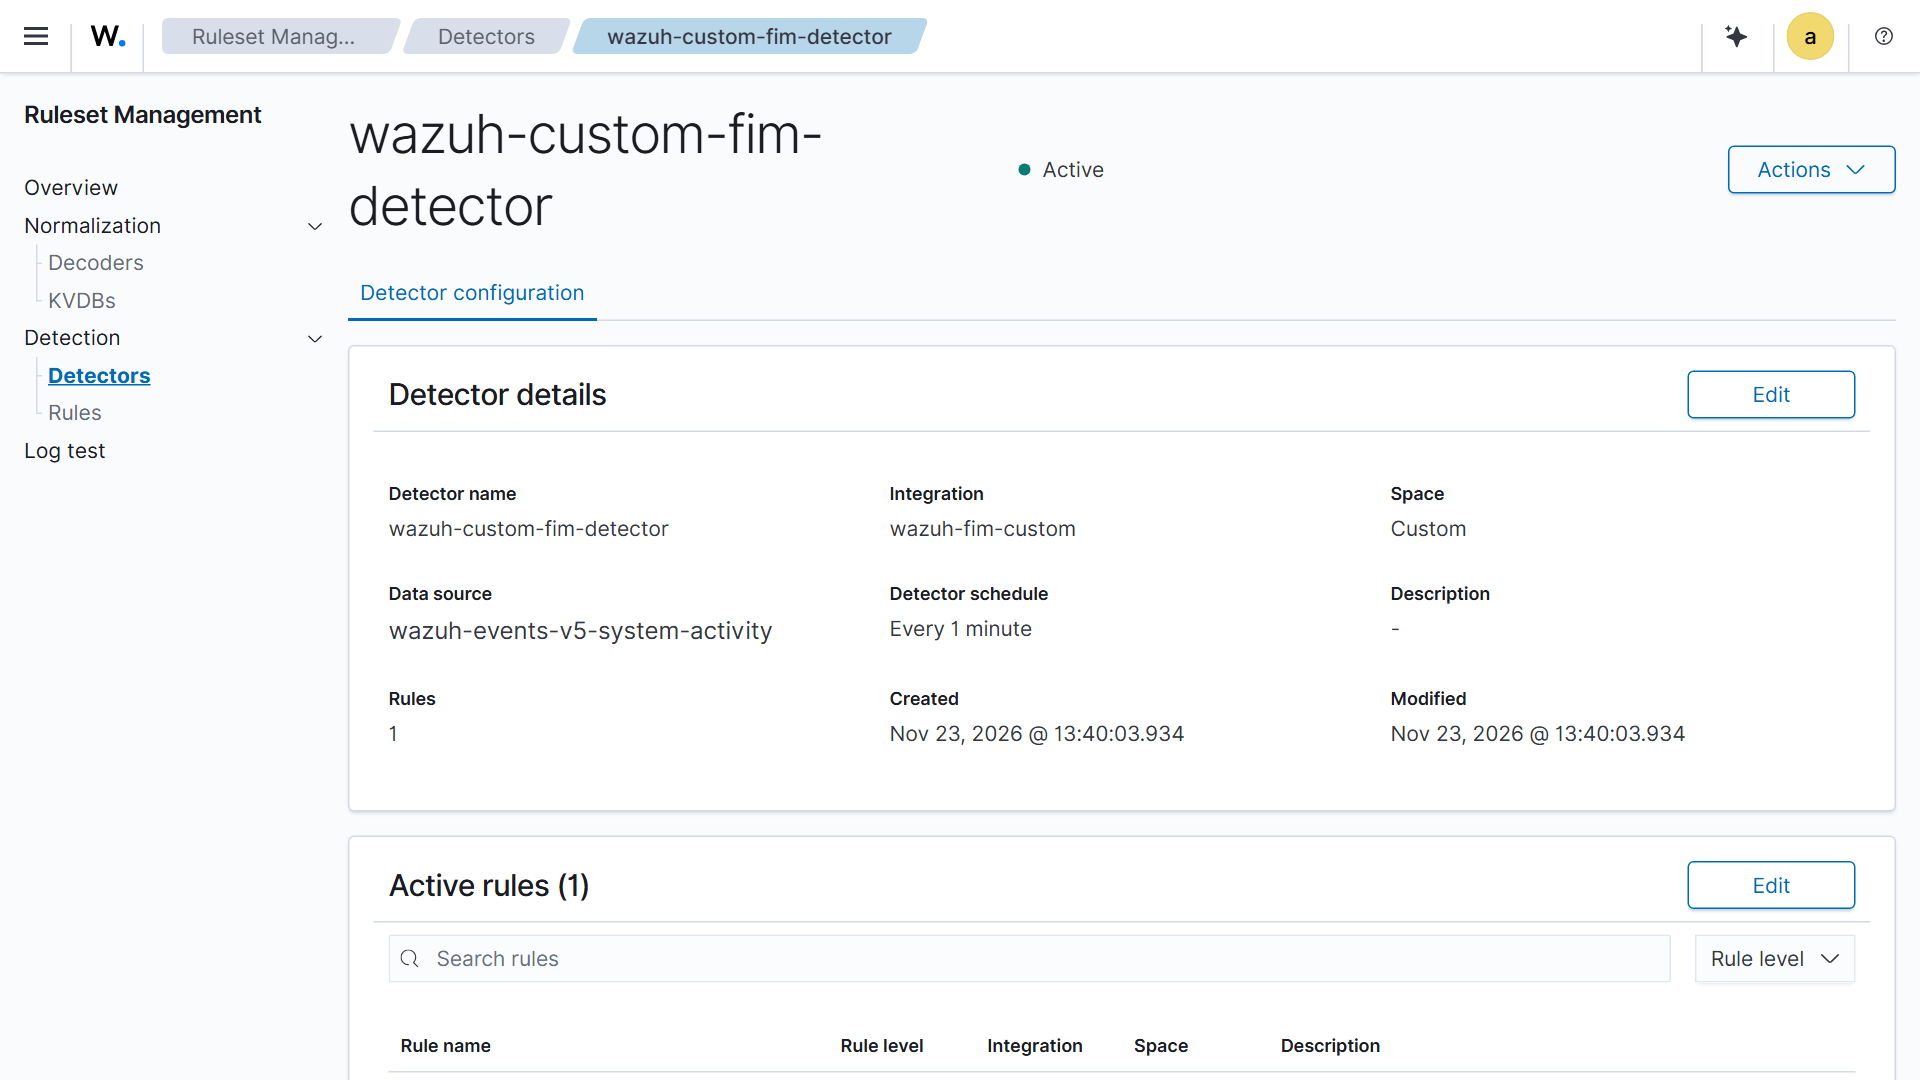 W.
Ruleset Manag...
Detectors
wazuh-custom-fim-detector
a
Ruleset Management
Overview
Normalization
Decoders
KVDBs
Detection
Detectors
Rules
Log test
wazuh-custom-fim-
detector
Active
Actions
Detector configuration
Detector details
Edit
Detector name
Integration
Space
wazuh-custom-fim-detector
wazuh-fim-custom
Custom
Data source
Detector schedule
Description
wazuh-events-v5-system-activity
Every 1 minute
-
Rules
Created
Modified
1
Nov 23, 2026 @ 13:40:03.934
Nov 23, 2026 @ 13:40:03.934
Active rules (1)
Edit
Search rules
Rule level
Rule name
Rule level
Integration
Space
Description